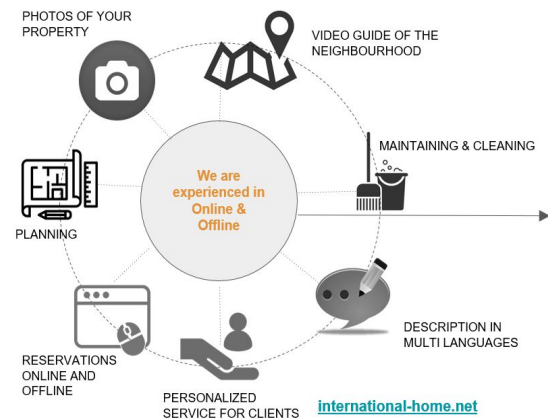 PHOTOS OF YOUR
PROPERTY
VIDEO GUIDE OF THE
NEIGHBOURHOOD
MAINTAINING & CLEANING
We are
experienced in
Online &
Offline
PLANNING
DESCRIPTION IN
MULTI LANGUAGES
RESERVATIONS
ONLINE AND
OFFLINE
PERSONALIZED
SERVICE FOR CLIENTS
international-home.net